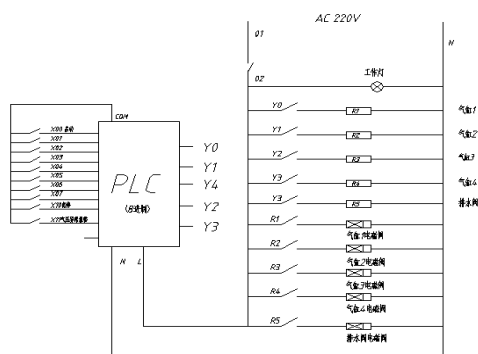 AC 220V
Q1
N
Q2
工作灯
COM
X00 启动
X01
X02
X03
X04
X05
X06
X07
PLC
Y0
Y1
Y4
Y2
Y3
N L
Y0 R1 气缸1
Y1 R2 气缸2
Y2 R3 气缸3
Y3 R4 气缸4
Y3 R5 排水阀
R1
气缸1电磁阀
R2
气缸2电磁阀
R3
气缸3电磁阀
R4
气缸4电磁阀
R5
排水阀电磁阀